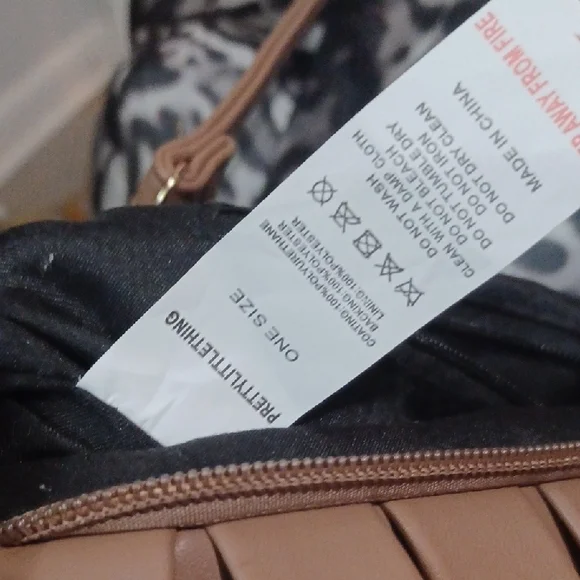 PRETTYLITTLETHING
ONE SIZE
COATING:100%POLYURETHANE
BACKING:100%POLYESTER
LINING:100%POLYESTER
DO NOT WASH
CLEAN WITH A DAMP CLOTH
DO NOT BLEACH
DO NOT TUMBLE DRY
DO NOT IRON
DO NOT DRY CLEAN
MADE IN CHINA
AWAY FROM FIRE